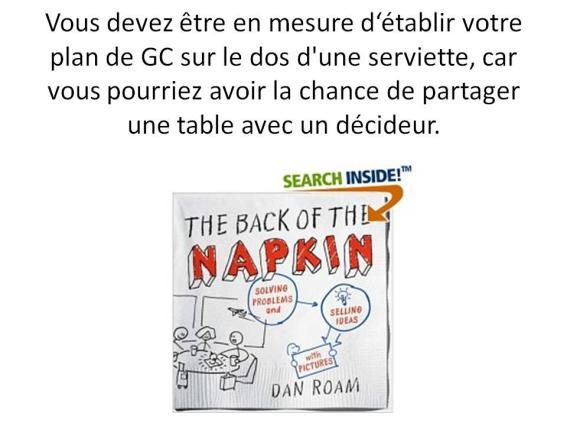 Vous devez être en mesure d‘établir votre
plan de GC sur le dos d'une serviette, car
vous pourriez avoir la chance de partager
une table avec un décideur.
SEARCH INSIDE!™
THE BACK OF THE
NAPKIN
SOLVING
PROBLEMS
and
SELLING
IDEAS
with
PICTURES
DAN ROAM